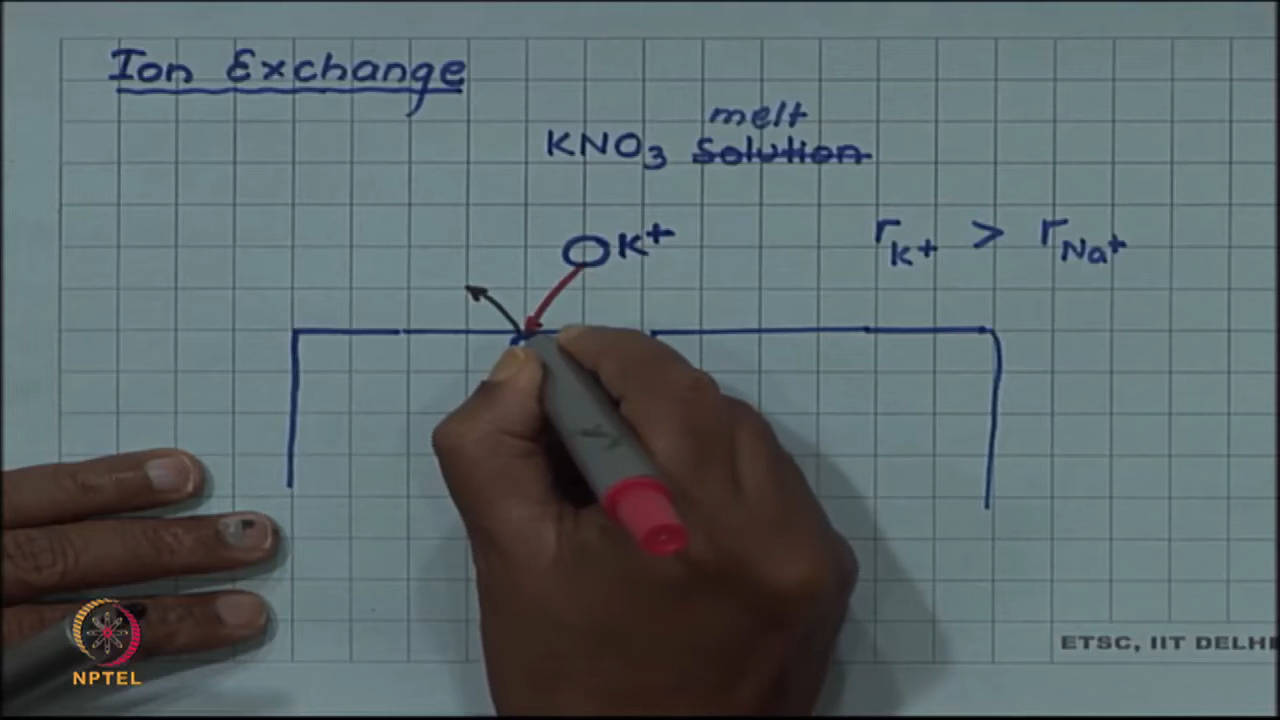 Ion Exchange
melt
KNO3 Solution
K+
rK+ > rNa+
ETSC, IIT DELHI
NPTEL